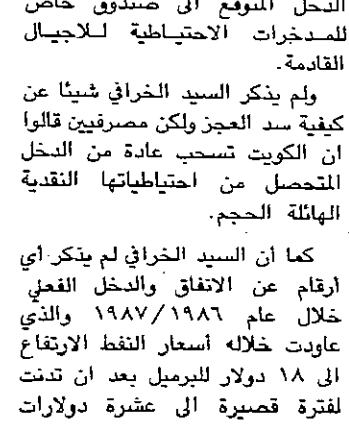 الدخل المتوقع الى صندوق خاص
للمدخرات الاحتياطية للاجيال
القادمة.
ولم يذكر السيد الخرافي شيئا عن
كيفية سد العجز ولكن مصرفيين قالوا
ان الكويت تسحب عادة من الدخل
المتحصل من احتياطياتها النقدية
الهائلة الحجم.
كما أن السيد الخرافي لم يذكر أي
أرقام عن الانفاق والدخل الفعلي
خلال عام ١٩٨٧/١٩٨٦ والذي
عاودت خلاله أسعار النفط الارتفاع
الى ١٨ دولار للبرميل بعد ان تدنت
لفترة قصيرة الى عشرة دولارات